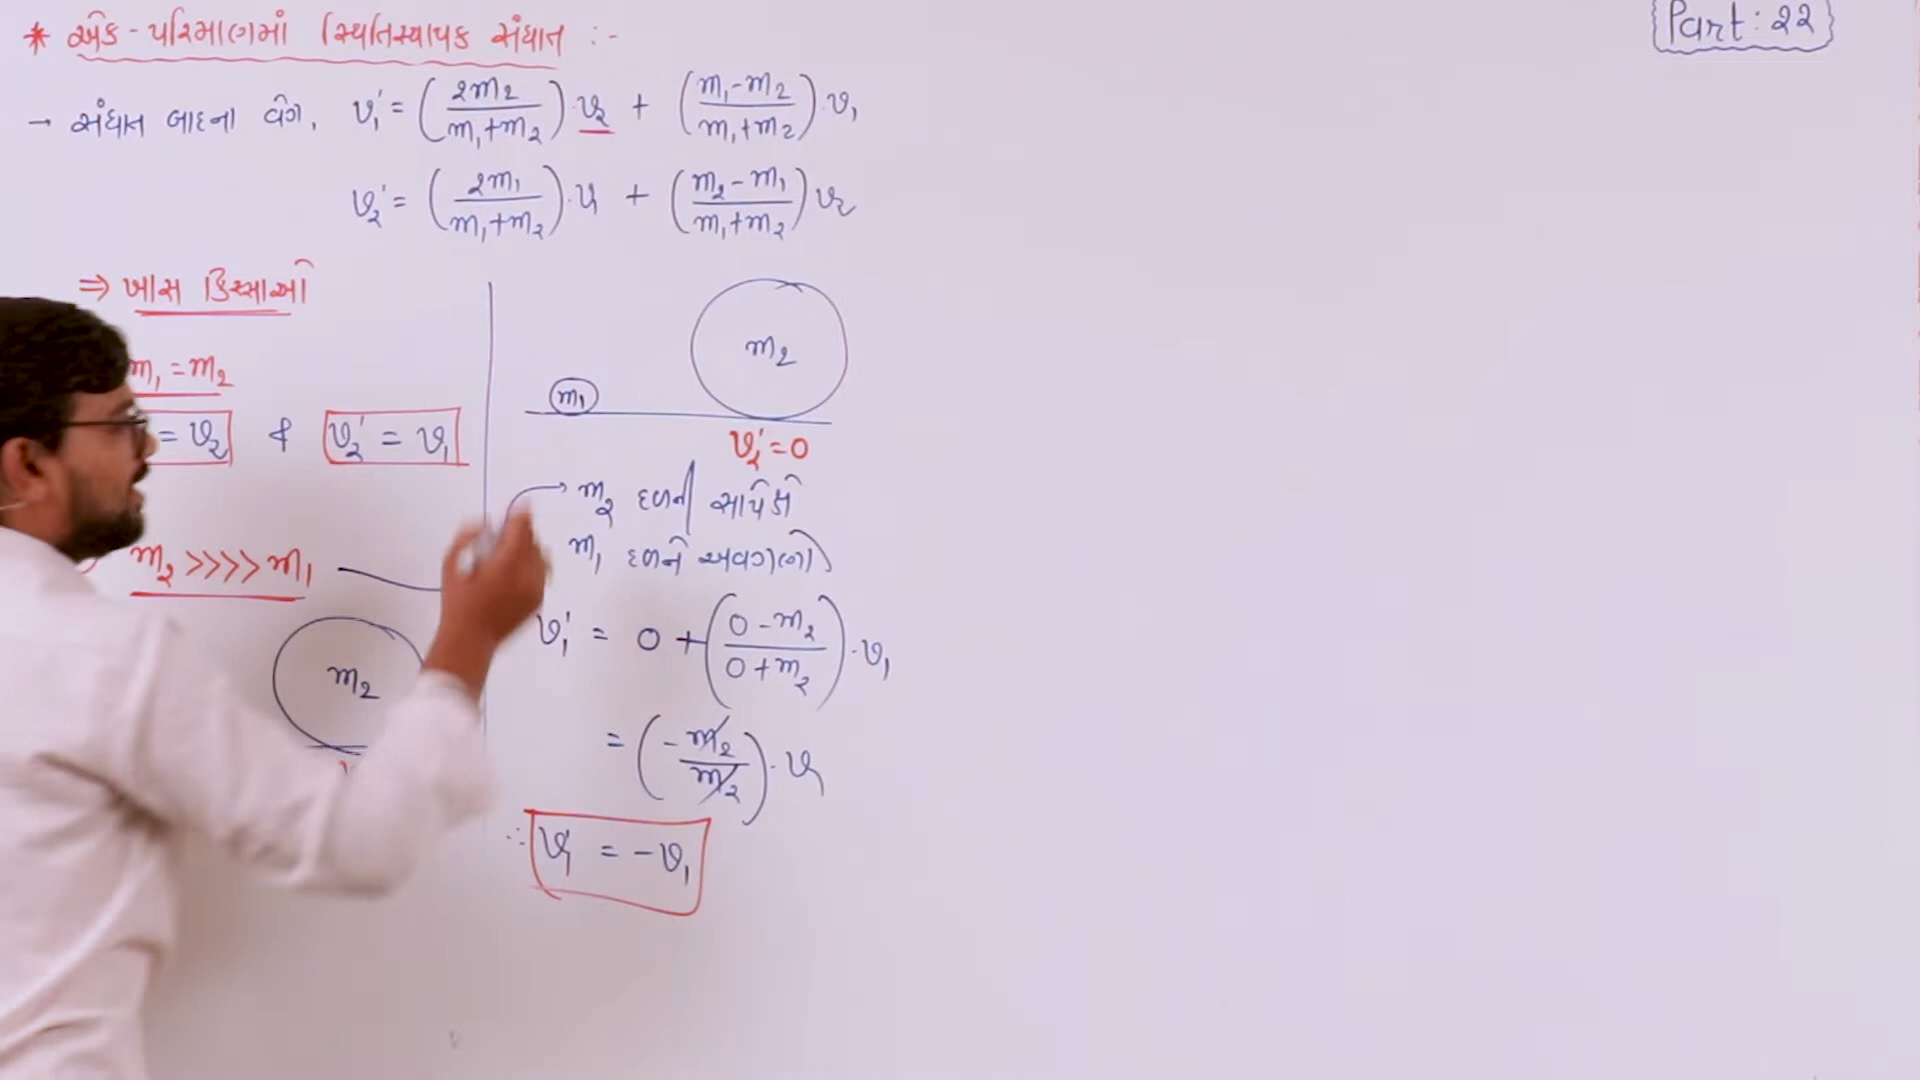 * એક-પરિમાણમાં સ્થિતિસ્થાપક સંઘાત :-
Part: 22
→ સંઘાત બાદના વેગ, v₁' = (2m₂ / m₁+m₂)·v₂ + (m₁-m₂ / m₁+m₂)·v₁
v₂' = (2m₁ / m₁+m₂)·v₁ + (m₂-m₁ / m₁+m₂) v₂
⇒ ખાસ કિસ્સાઓ
m₁ = m₂
= v₂ & v₂' = v₁
m₂ >>>> m₁
m₂
m₁
m₂
v₂' = 0
→ m₂ દળની સાપેક્ષે
m₁ દળને અવગણતા
v₁' = 0 + (0-m₂ / 0+m₂)·v₁
= (-m₂ / m₂)·v₁
∴ v₁' = -v₁